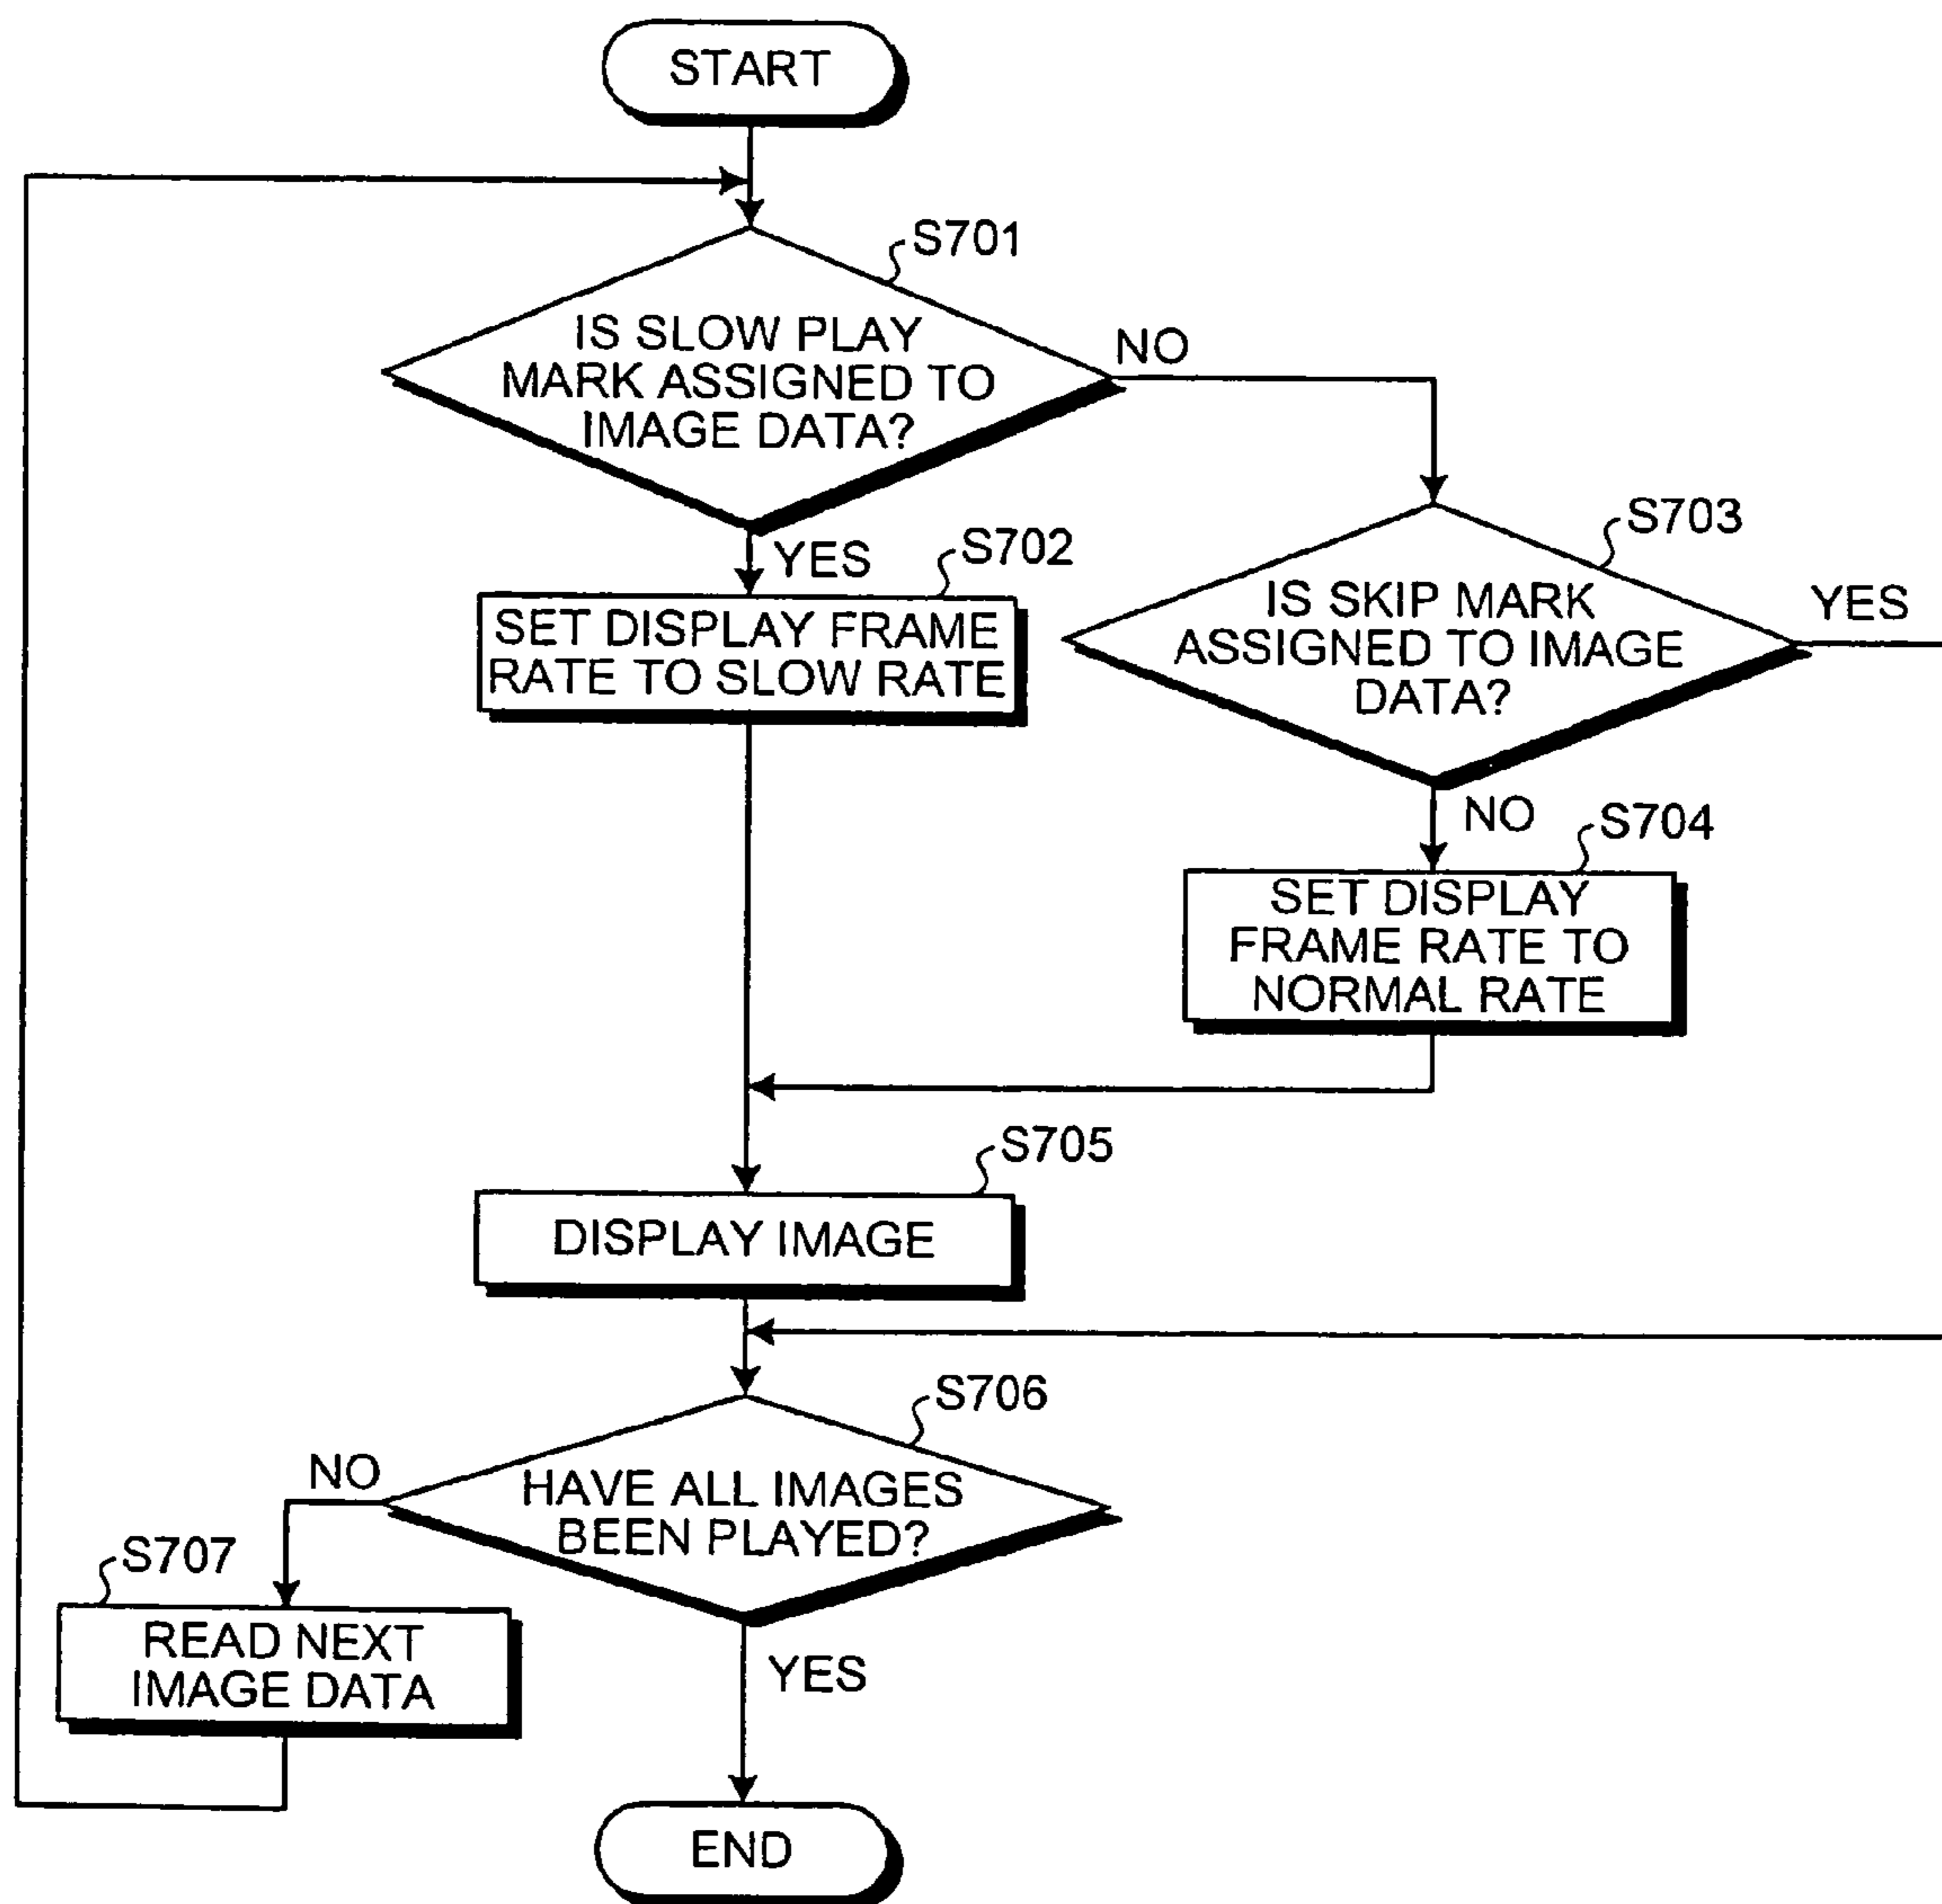 START
S701
IS SLOW PLAY
MARK ASSIGNED TO
IMAGE DATA?
NO
YES
S702
SET DISPLAY FRAME
RATE TO SLOW RATE
S703
IS SKIP MARK
ASSIGNED TO IMAGE
DATA?
YES
NO
S704
SET DISPLAY
FRAME RATE TO
NORMAL RATE
S705
DISPLAY IMAGE
S706
HAVE ALL IMAGES
BEEN PLAYED?
NO
S707
READ NEXT
IMAGE DATA
YES
END